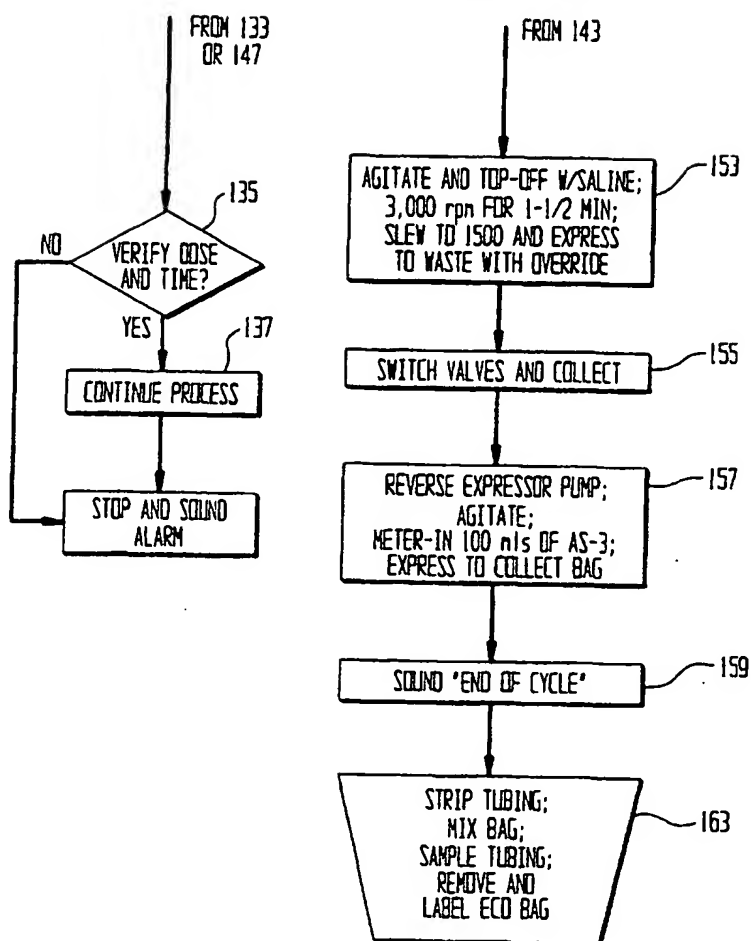 FROM 133
OR 147
135
NO
VERIFY DOSE
AND TIME?
YES
137
CONTINUE PROCESS
STOP AND SOUND
ALARM
FROM 143
153
AGITATE AND TOP-OFF W/SALINE;
3,000 rpm FOR 1-1/2 MIN;
SLEW TO 1500 AND EXPRESS
TO WASTE WITH OVERRIDE
155
SWITCH VALVES AND COLLECT
157
REVERSE EXPRESSOR PUMP;
AGITATE;
METER-IN 100 mls OF AS-3;
EXPRESS TO COLLECT BAG
159
SOUND "END OF CYCLE"
163
STRIP TUBING;
MIX BAG;
SAMPLE TUBING;
REMOVE AND
LABEL ECO BAG